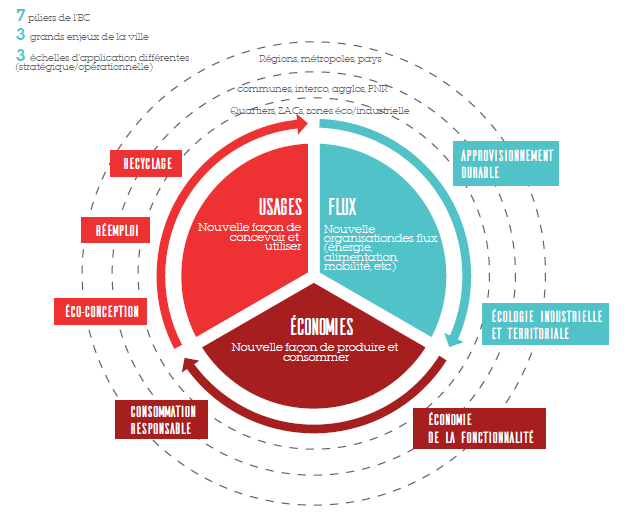 7 piliers de l'EC
3 grands enjeux de la ville
3 échelles d'application différentes
(stratégique/opérationnelle)
Régions, métropoles, pays
communes, interco, agglos, PNR
Quartiers, ZACs, zones éco/industrielle
RECYCLAGE
RÉEMPLOI
ÉCO-CONCEPTION
CONSOMMATION
RESPONSABLE
APPROVISIONNEMENT
DURABLE
ÉCOLOGIE INDUSTRIELLE
ET TERRITORIALE
ÉCONOMIE
DE LA FONCTIONNALITÉ
USAGES
Nouvelle façon de
concevoir et
utiliser
FLUX
Nouvelle
organisationdes flux
(énergie,
alimentation,
mobilité, etc.)
ÉCONOMIES
Nouvelle façon de produire et
consommer